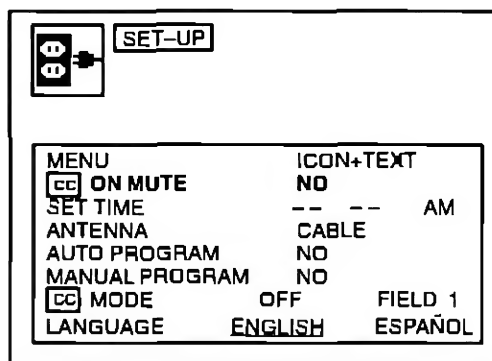 SET–UP
MENU ICON+TEXT
CC ON MUTE NO
SET TIME –– –– AM
ANTENNA CABLE
AUTO PROGRAM NO
MANUAL PROGRAM NO
CC MODE OFF FIELD 1
LANGUAGE ENGLISH ESPAÑOL